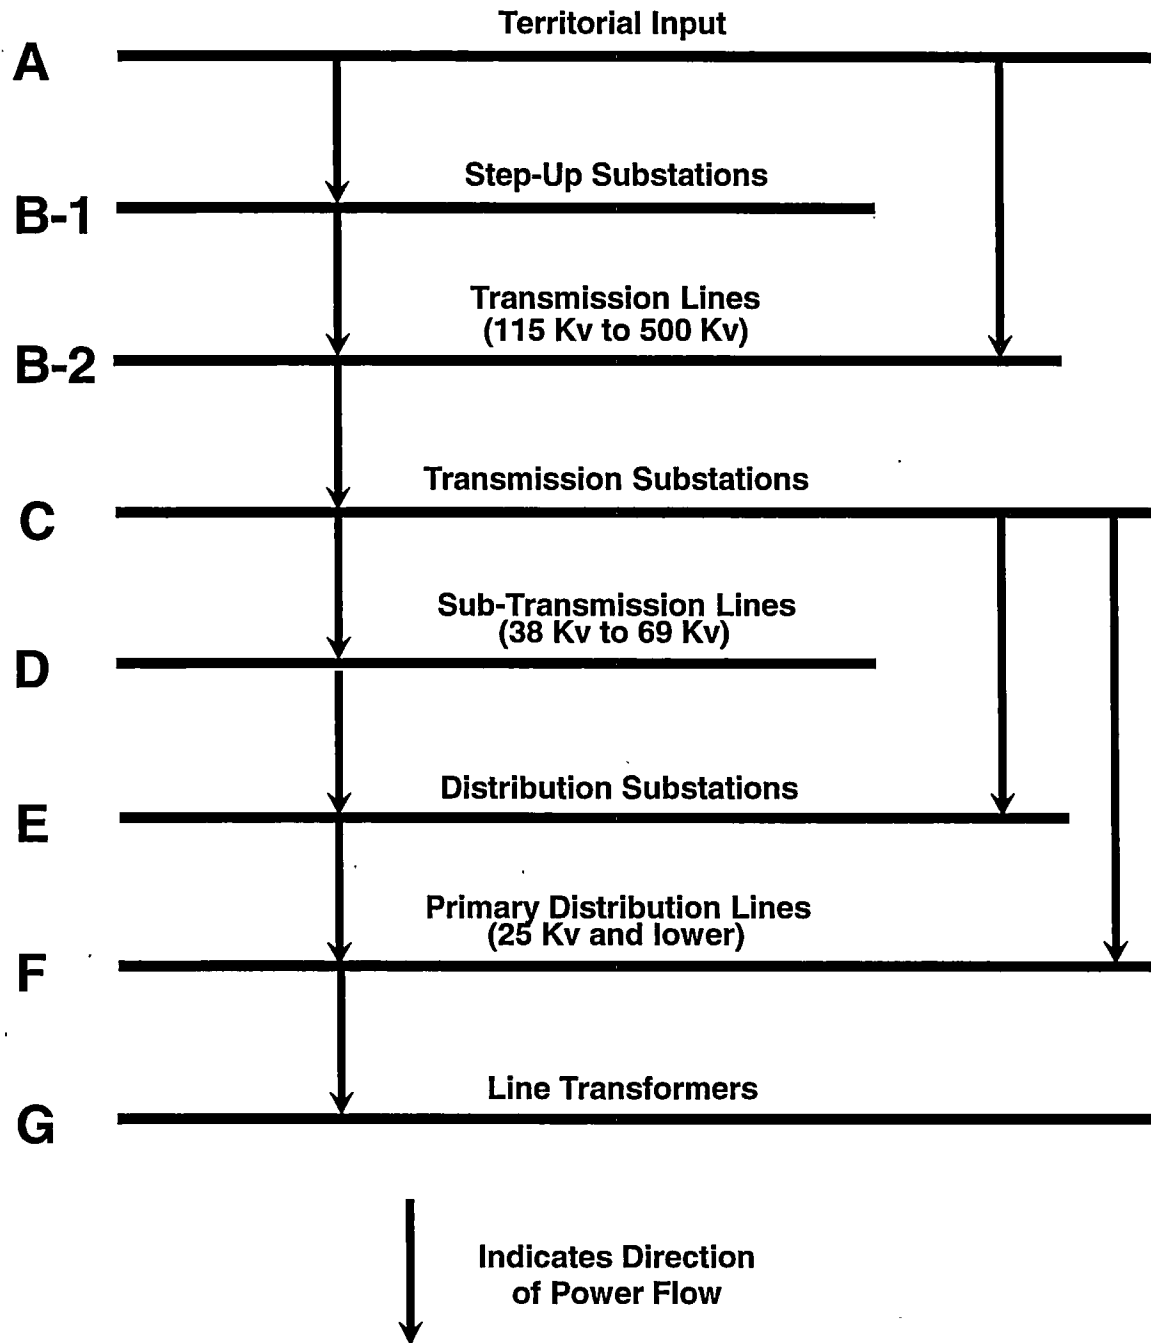 Territorial Input
A
Step-Up Substations
B-1
Transmission Lines
(115 Kv to 500 Kv)
B-2
Transmission Substations
C
Sub-Transmission Lines
(38 Kv to 69 Kv)
D
Distribution Substations
E
Primary Distribution Lines
(25 Kv and lower)
F
Line Transformers
G
Indicates Direction
of Power Flow